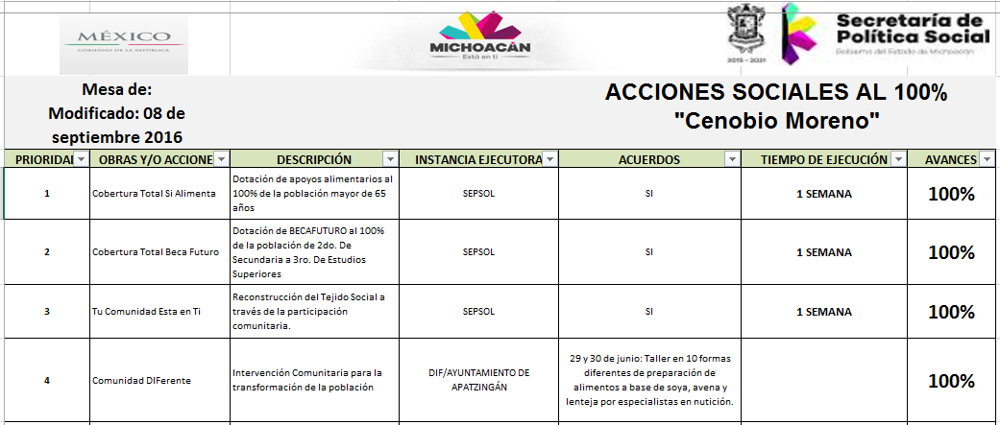 MÉXICO
GOBIERNO DE LA REPÚBLICA
MICHOACÁN
Está en ti
2015 - 2021
Secretaría de
Política Social
Gobierno del Estado de Michoacán
Mesa de:
Modificado: 08 de
septiembre 2016
ACCIONES SOCIALES AL 100%
"Cenobio Moreno"
PRIORIDA OBRAS Y/O ACCIONE DESCRIPCIÓN INSTANCIA EJECUTORA ACUERDOS TIEMPO DE EJECUCIÓN AVANCES
1 Cobertura Total Si Alimenta
Dotación de apoyos alimentarios al
100% de la población mayor de 65
años
SEPSOL SI 1 SEMANA 100%
2 Cobertura Total Beca Futuro
Dotación de BECAFUTURO al 100%
de la población de 2do. De
Secundaria a 3ro. De Estudios
Superiores
SEPSOL SI 1 SEMANA 100%
3 Tu Comunidad Esta en Ti
Reconstrucción del Tejido Social a
través de la participación
comunitaria.
SEPSOL SI 1 SEMANA 100%
4 Comunidad DIFerente
Intervención Comunitaria para la
transformación de la población
DIF/AYUNTAMIENTO DE
APATZINGÁN
29 y 30 de junio: Taller en 10 formas
diferentes de preparación de
alimentos a base de soya, avena y
lenteja por especialistas en nutición.
100%